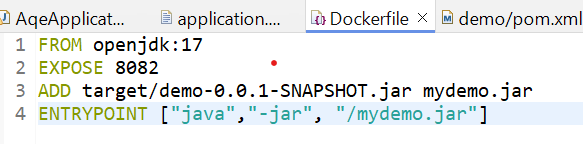 AqeApplicat...
application....
Dockerfile
demo/pom.xml
1 FROM openjdk:17
2 EXPOSE 8082
3 ADD target/demo-0.0.1-SNAPSHOT.jar mydemo.jar
4 ENTRYPOINT ["java","-jar", "/mydemo.jar"]